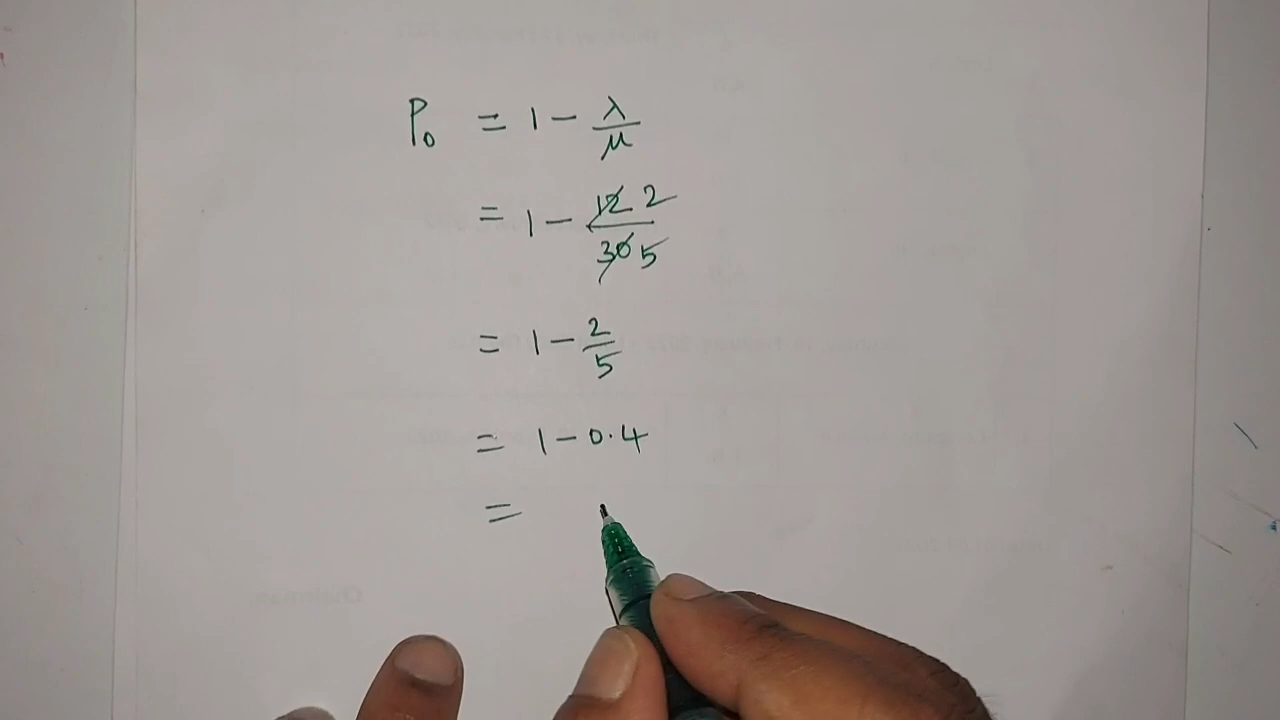 P₀ = 1 - λ/μ
= 1 - 12 2/30 5
= 1 - 2/5
= 1 - 0.4
=